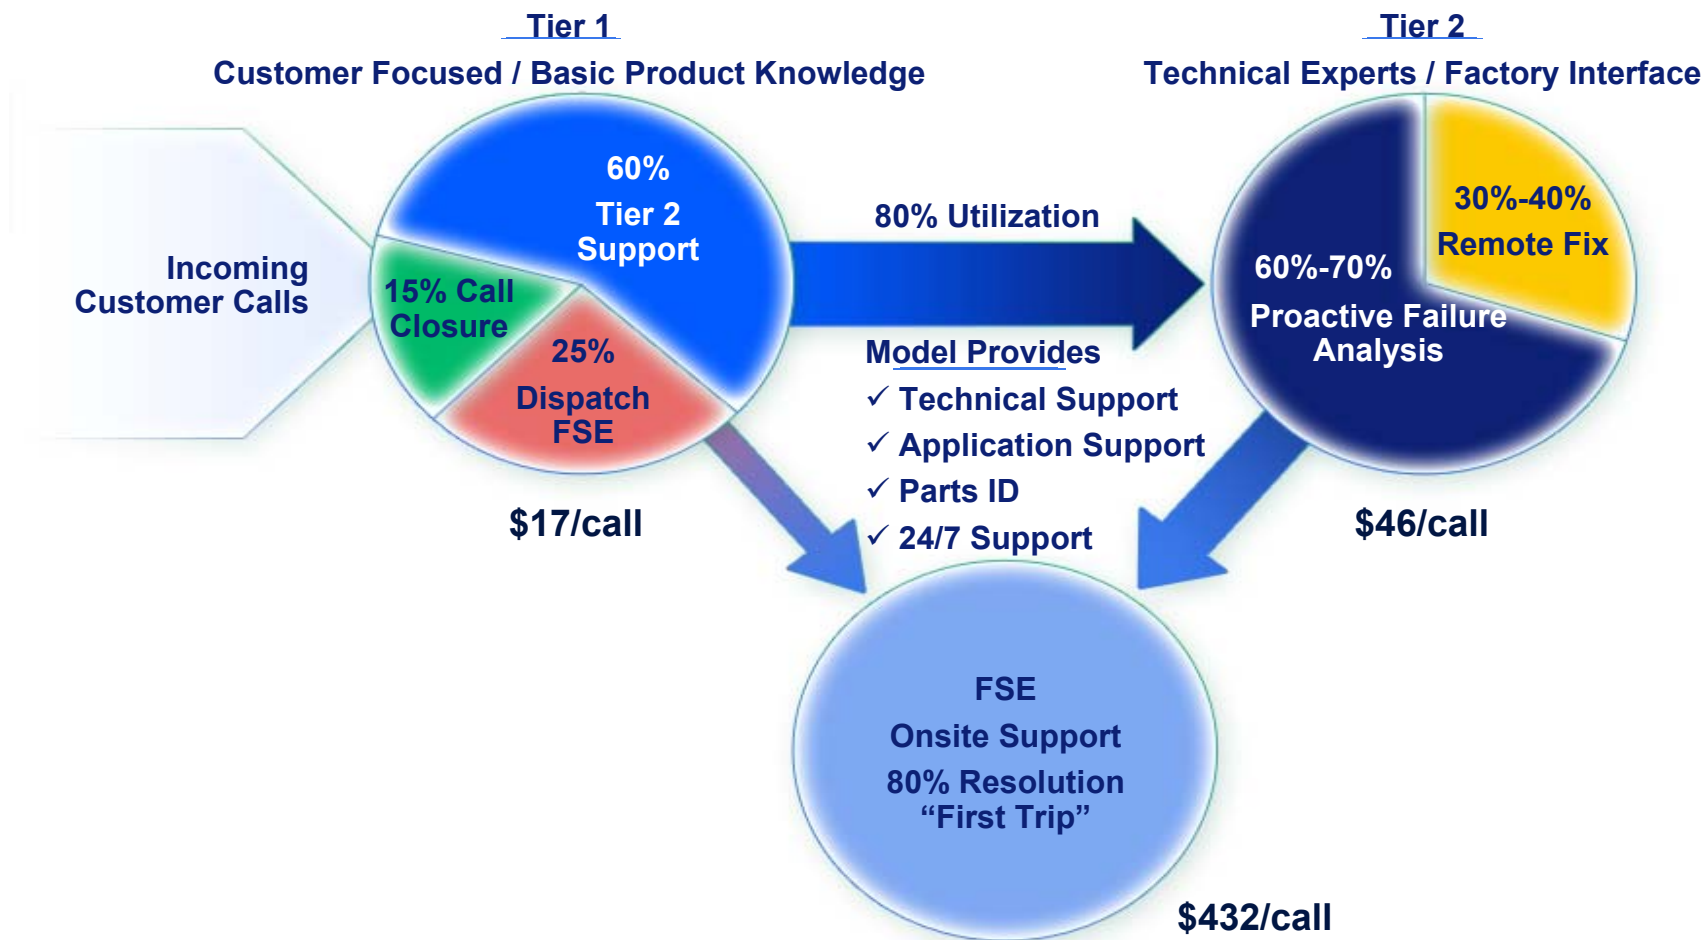 Tier 1
Customer Focused / Basic Product Knowledge
Tier 2
Technical Experts / Factory Interface
Incoming
Customer Calls
60%
Tier 2
Support
15% Call
Closure
25%
Dispatch
FSE
$17/call
80% Utilization
Model Provides
✓ Technical Support
✓ Application Support
✓ Parts ID
✓ 24/7 Support
30%-40%
Remote Fix
60%-70%
Proactive Failure
Analysis
$46/call
FSE
Onsite Support
80% Resolution
“First Trip”
$432/call